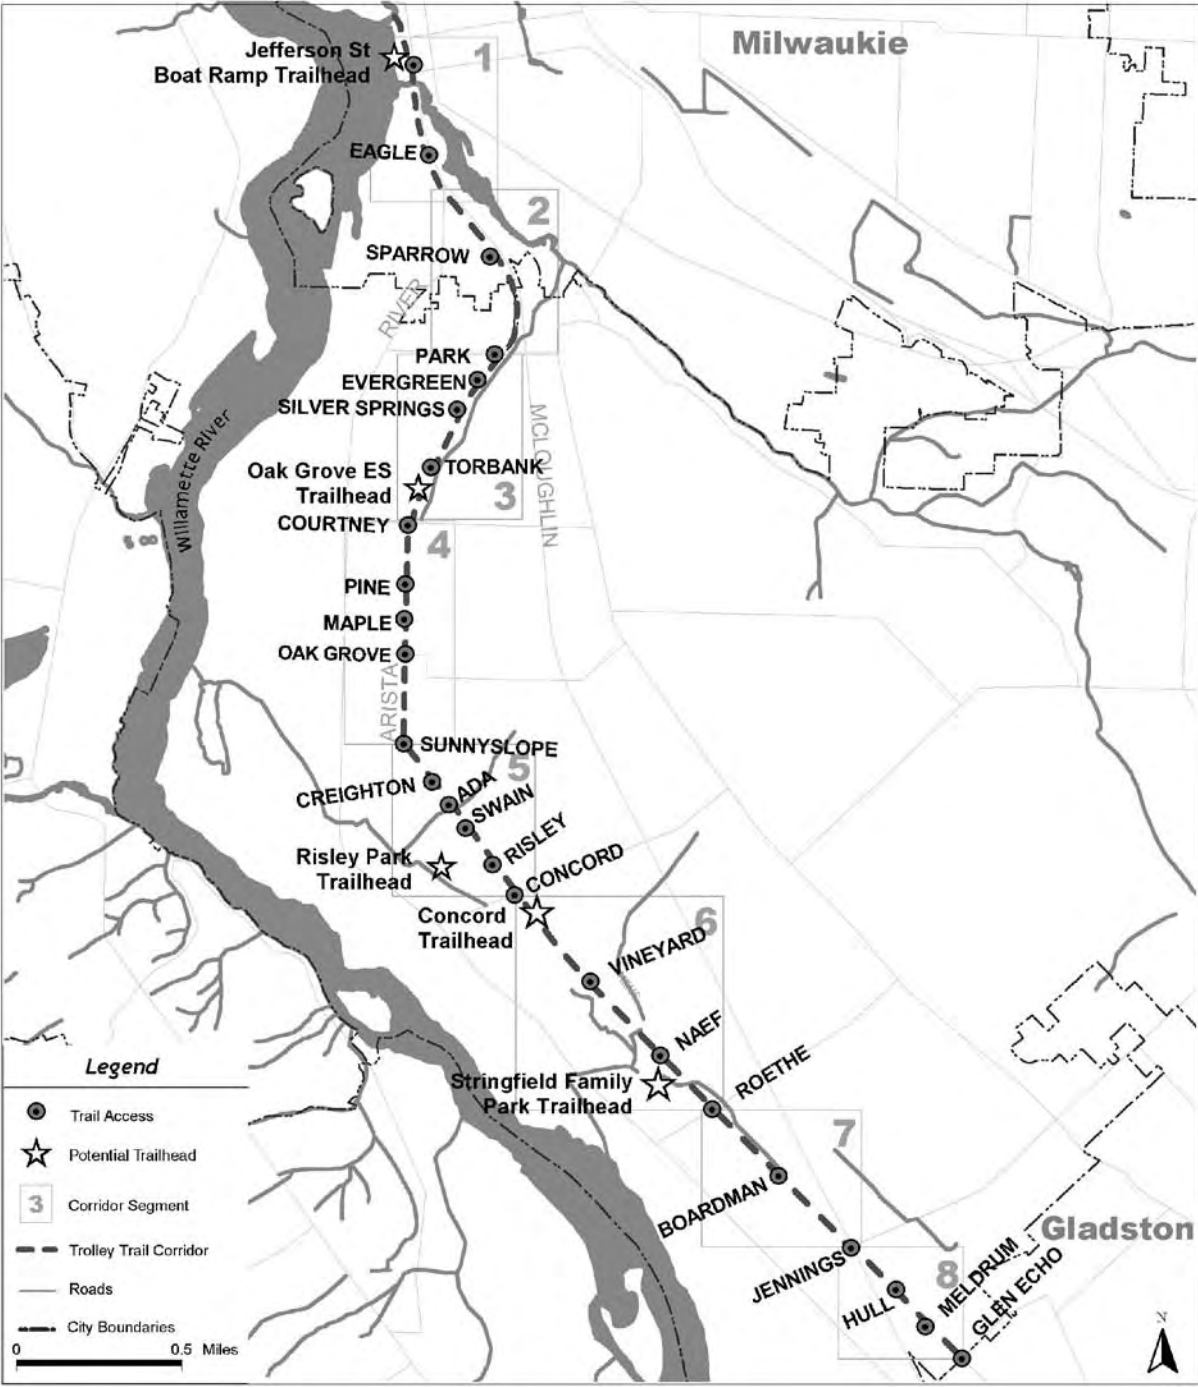 Milwaukie
Jefferson St
Boat Ramp Trailhead
1
EAGLE
2
SPARROW
RIVER
PARK
EVERGREEN
SILVER SPRINGS
MCLOUGHLIN
Willamette River
TORBANK
Oak Grove ES
Trailhead
3
COURTNEY
4
PINE
MAPLE
OAK GROVE
ARISTA
SUNNYSLOPE
5
CREIGHTON
ADA
SWAIN
RISLEY
Risley Park
Trailhead
CONCORD
Concord
Trailhead
6
VINEYARD
NAEF
Stringfield Family
Park Trailhead
ROETHE
7
BOARDMAN
Gladston
JENNINGS
8
HULL
MELDRUM
GLEN ECHO
Legend
Trail Access
Potential Trailhead
3
Corridor Segment
Trolley Trail Corridor
Roads
City Boundaries
0 0.5 Miles
N